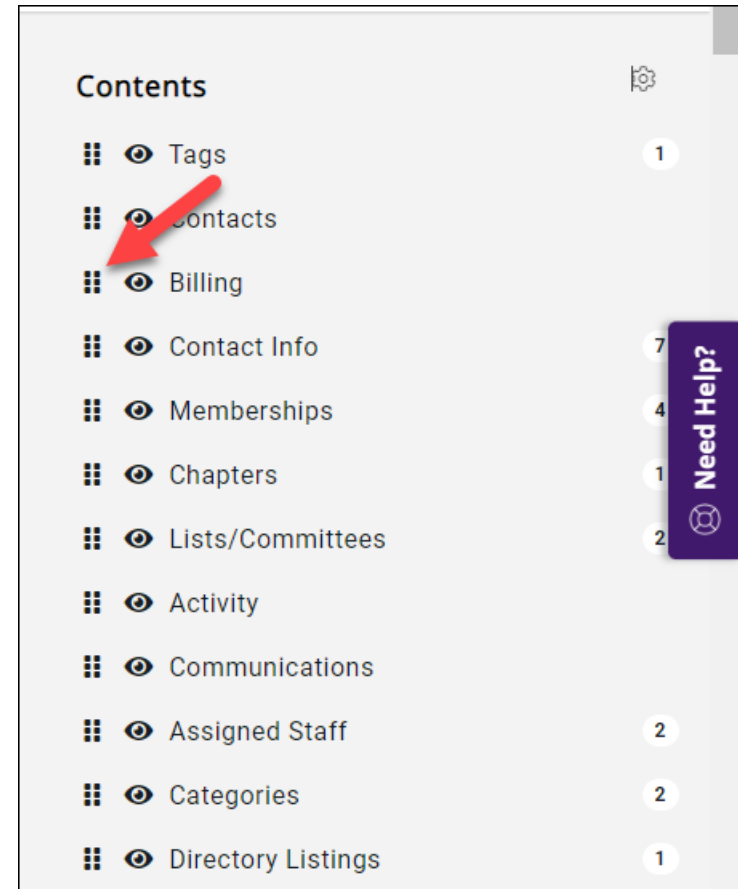 Contents
Tags 1
Contacts
Billing
Contact Info 7
Memberships 4
Chapters 1
Lists/Committees 2
Activity
Communications
Assigned Staff 2
Categories 2
Directory Listings 1
Need Help?